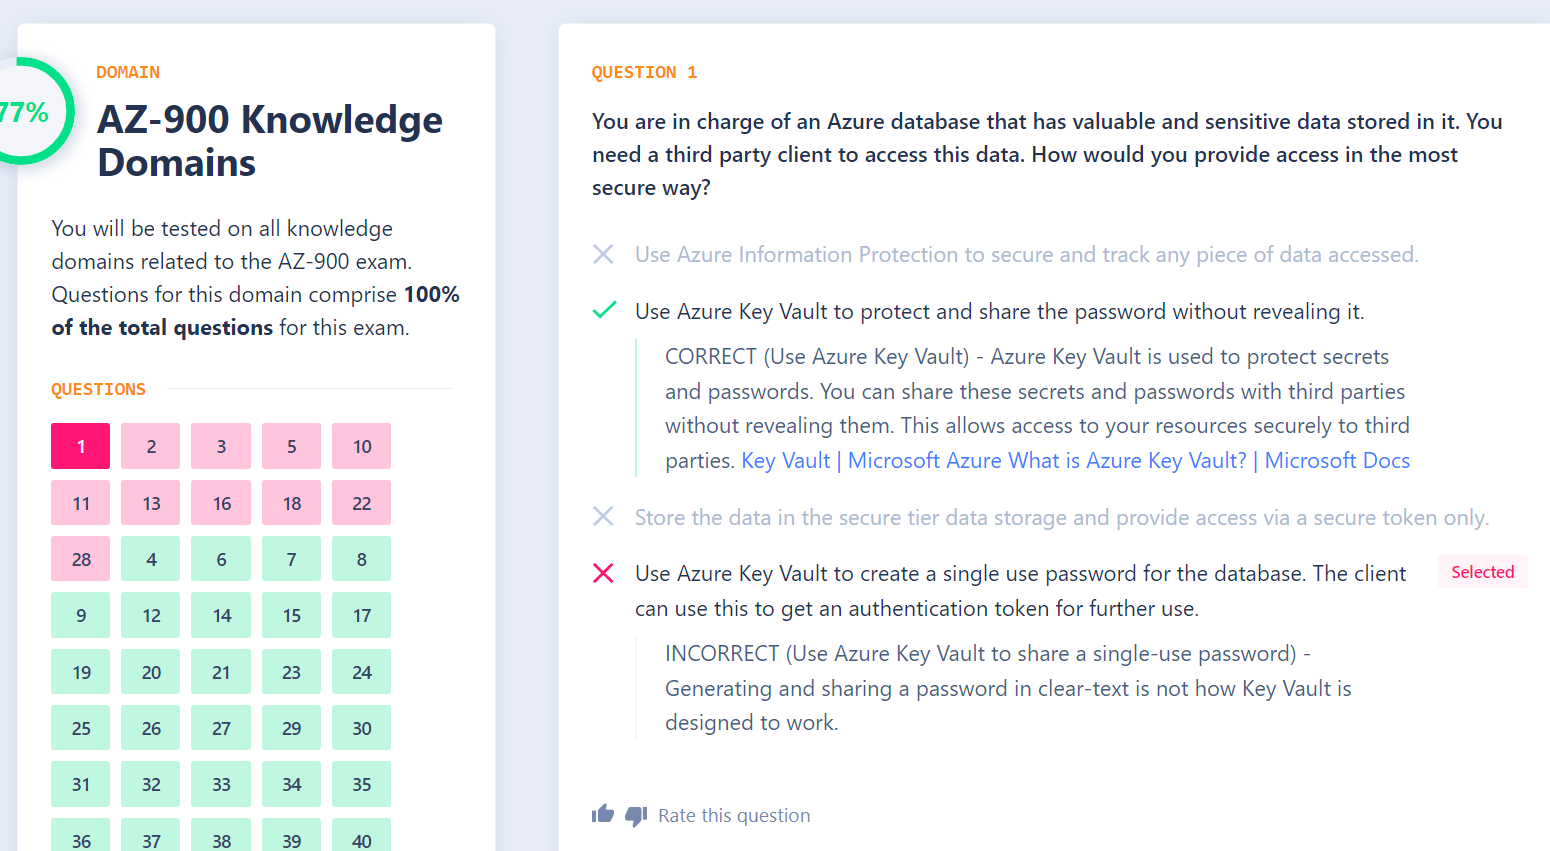 77%
DOMAIN
AZ-900 Knowledge
Domains
You will be tested on all knowledge
domains related to the AZ-900 exam.
Questions for this domain comprise 100%
of the total questions for this exam.
QUESTIONS
1 2 3 5 10
11 13 16 18 22
28 4 6 7 8
9 12 14 15 17
19 20 21 23 24
25 26 27 29 30
31 32 33 34 35
36 37 38 39 40
QUESTION 1
You are in charge of an Azure database that has valuable and sensitive data stored in it. You
need a third party client to access this data. How would you provide access in the most
secure way?
Use Azure Information Protection to secure and track any piece of data accessed.
Use Azure Key Vault to protect and share the password without revealing it.
CORRECT (Use Azure Key Vault) - Azure Key Vault is used to protect secrets
and passwords. You can share these secrets and passwords with third parties
without revealing them. This allows access to your resources securely to third
parties. Key Vault | Microsoft Azure What is Azure Key Vault? | Microsoft Docs
Store the data in the secure tier data storage and provide access via a secure token only.
Use Azure Key Vault to create a single use password for the database. The client
can use this to get an authentication token for further use.
Selected
INCORRECT (Use Azure Key Vault to share a single-use password) -
Generating and sharing a password in clear-text is not how Key Vault is
designed to work.
Rate this question